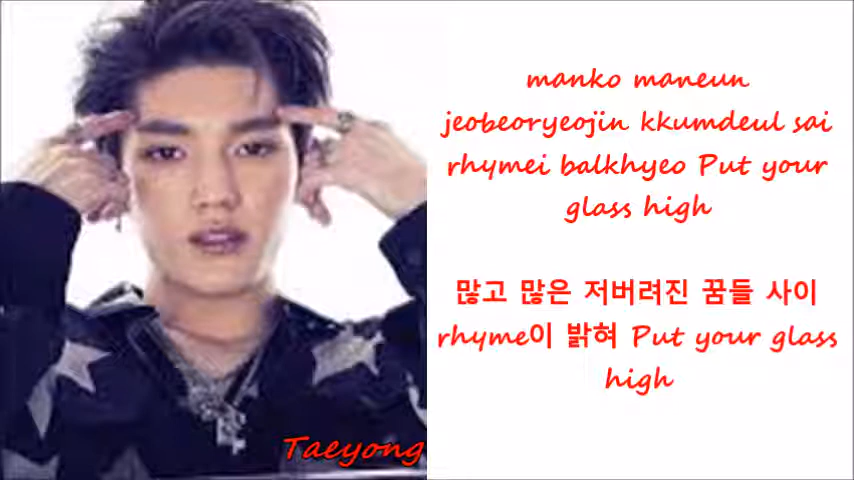 manko maneun
jeobeoryeojin kkumdeul sai
rhymei balkhyeo Put your
glass high
많고 많은 저버려진 꿈들 사이
rhyme이 밝혀 Put your glass
high
Taeyong